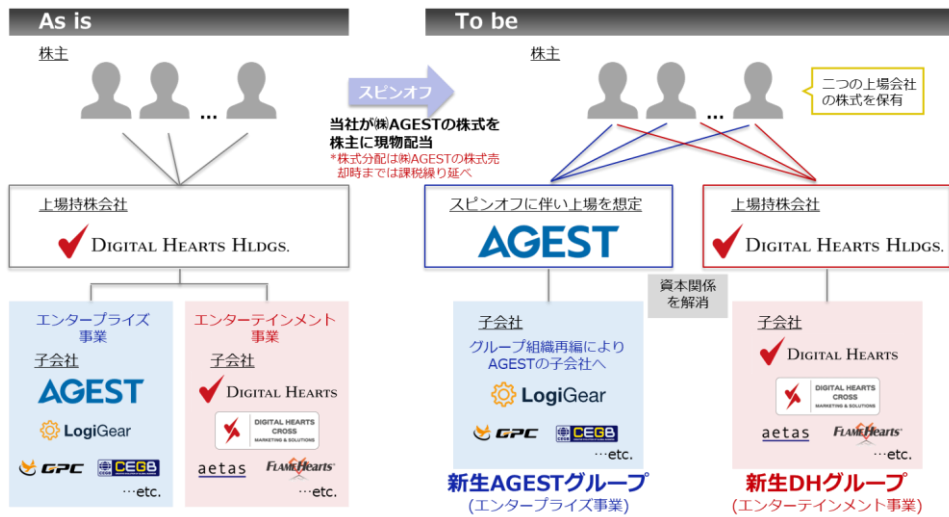 As is
株主
...
上場持株会社
DIGITAL HEARTS HLDGS.
エンタープライズ
事業
子会社
AGEST
LogiGear
GPC
CEGB
…etc.
エンターテインメント
事業
子会社
DIGITAL HEARTS
DIGITAL HEARTS
CROSS
MARKETING & SOLUTIONS
aetas
FLAMEHEARTS
…etc.
スピンオフ
当社が㈱AGESTの株式を
株主に現物配当
*株式分配は㈱AGESTの株式売
却時までは課税繰り延べ
To be
株主
...
二つの上場会社
の株式を保有
スピンオフに伴い上場を想定
AGEST
上場持株会社
DIGITAL HEARTS HLDGS.
資本関係
を解消
子会社
グループ組織再編により
AGESTの子会社へ
LogiGear
GPC
CEGB
…etc.
新生AGESTグループ
(エンタープライズ事業)
子会社
DIGITAL HEARTS
DIGITAL HEARTS
CROSS
MARKETING & SOLUTIONS
aetas
FLAMEHEARTS
…etc.
新生DHグループ
(エンターテインメント事業)